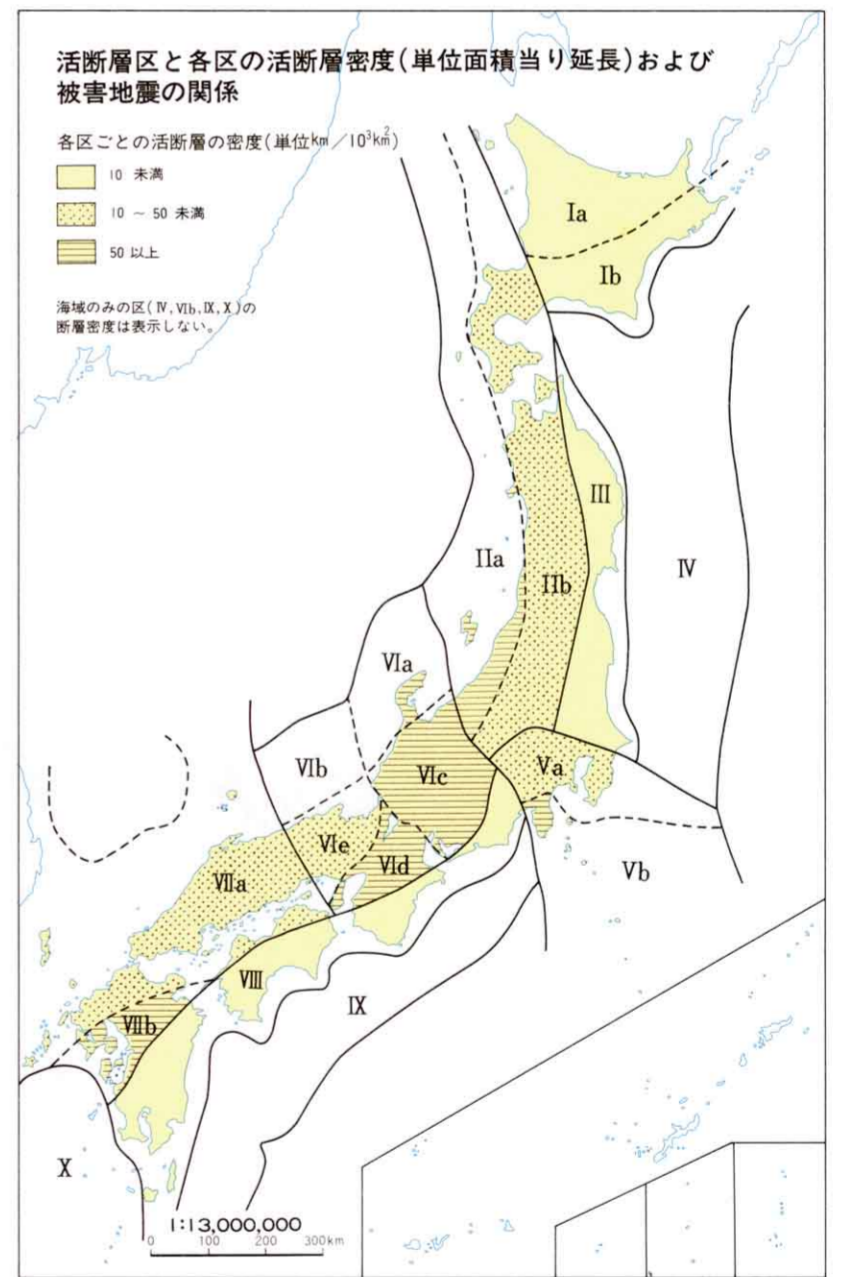 活断層区と各区の活断層密度(単位面積当り延長)および
被害地震の関係
各区ごとの活断層の密度(単位km/10³km²)
10 未満
10 ~ 50 未満
50 以上
海域のみの区(Ⅳ,Ⅵb,Ⅸ,Ⅹ)の
断層密度は表示しない。
Ia
Ib
III
IIa
IIb
IV
VIa
VIb
VIc
Va
VIe
VId
VIIa
Vb
VIII
IX
VIIb
X
1:13,000,000
0 100 200 300km